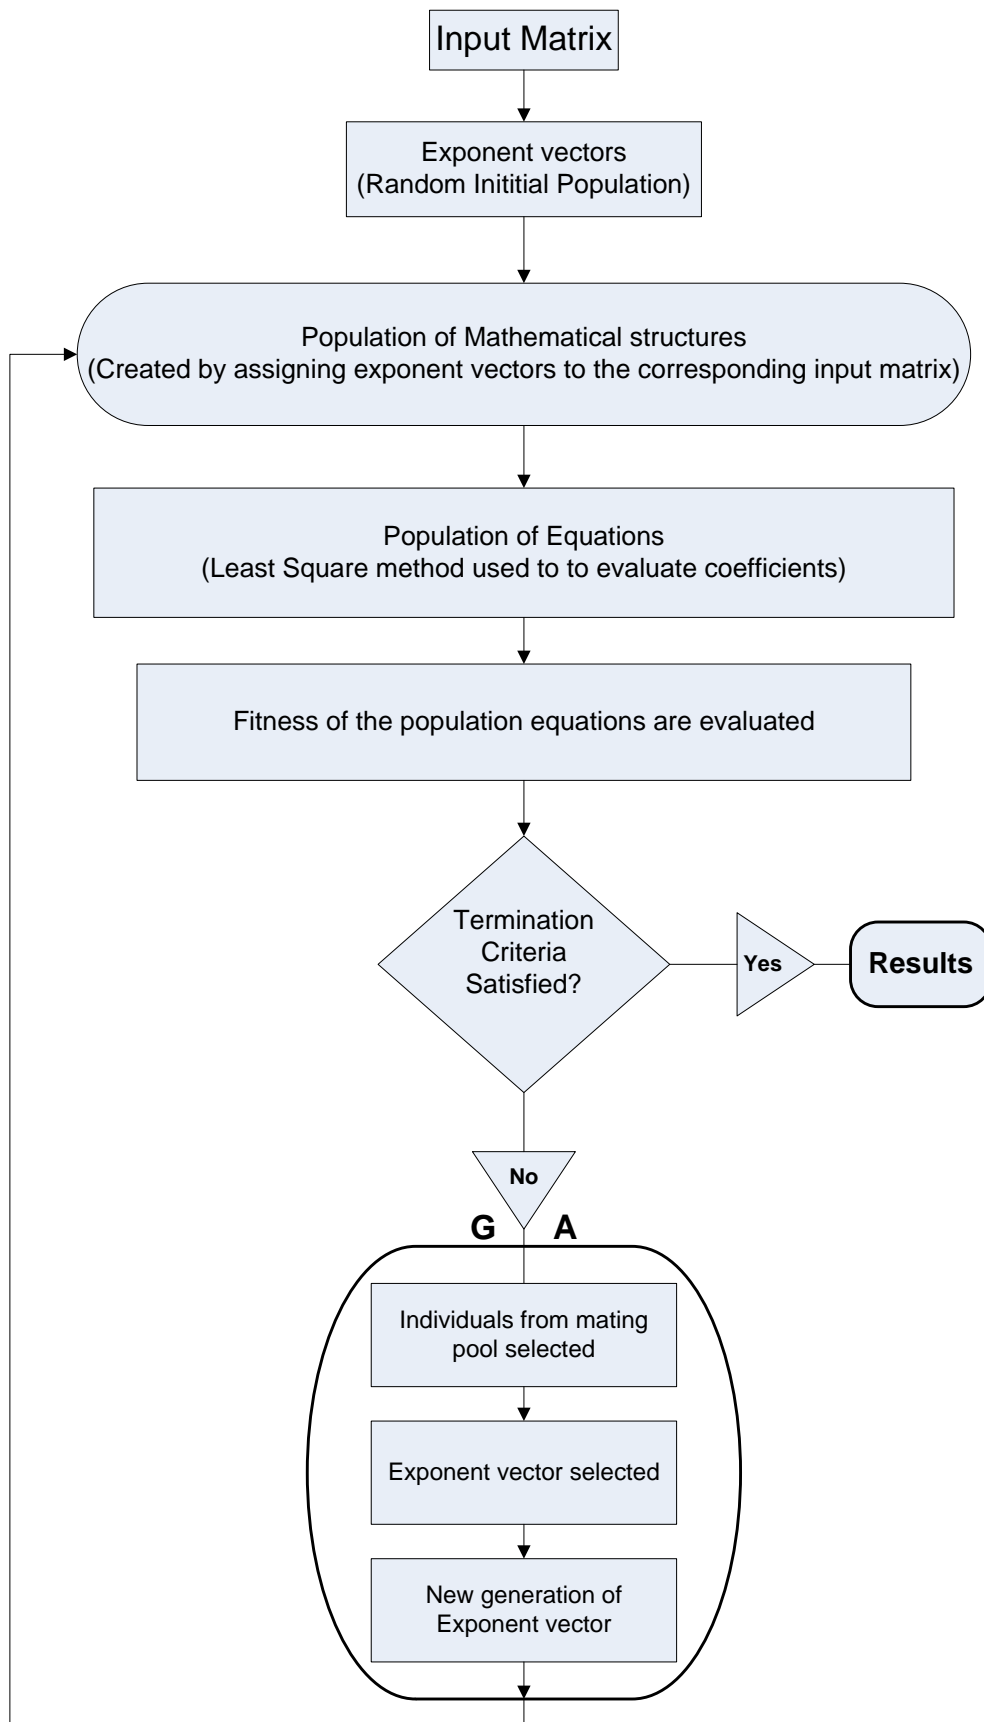 Input Matrix
Exponent vectors
(Random Inititial Population)
Population of Mathematical structures
(Created by assigning exponent vectors to the corresponding input matrix)
Population of Equations
(Least Square method used to to evaluate coefficients)
Fitness of the population equations are evaluated
Termination
Criteria
Satisfied?
Yes
Results
No
G A
Individuals from mating
pool selected
Exponent vector selected
New generation of
Exponent vector